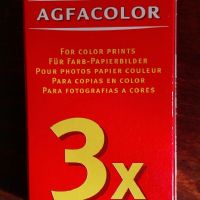 AGFACOLOR
FOR COLOR PRINTS
FÜR FARB-PAPIERBILDER
POUR PHOTOS PAPIER COULEUR
PARA COPIAS EN COLOR
PARA FOTOGRAFIAS A CORES
3x